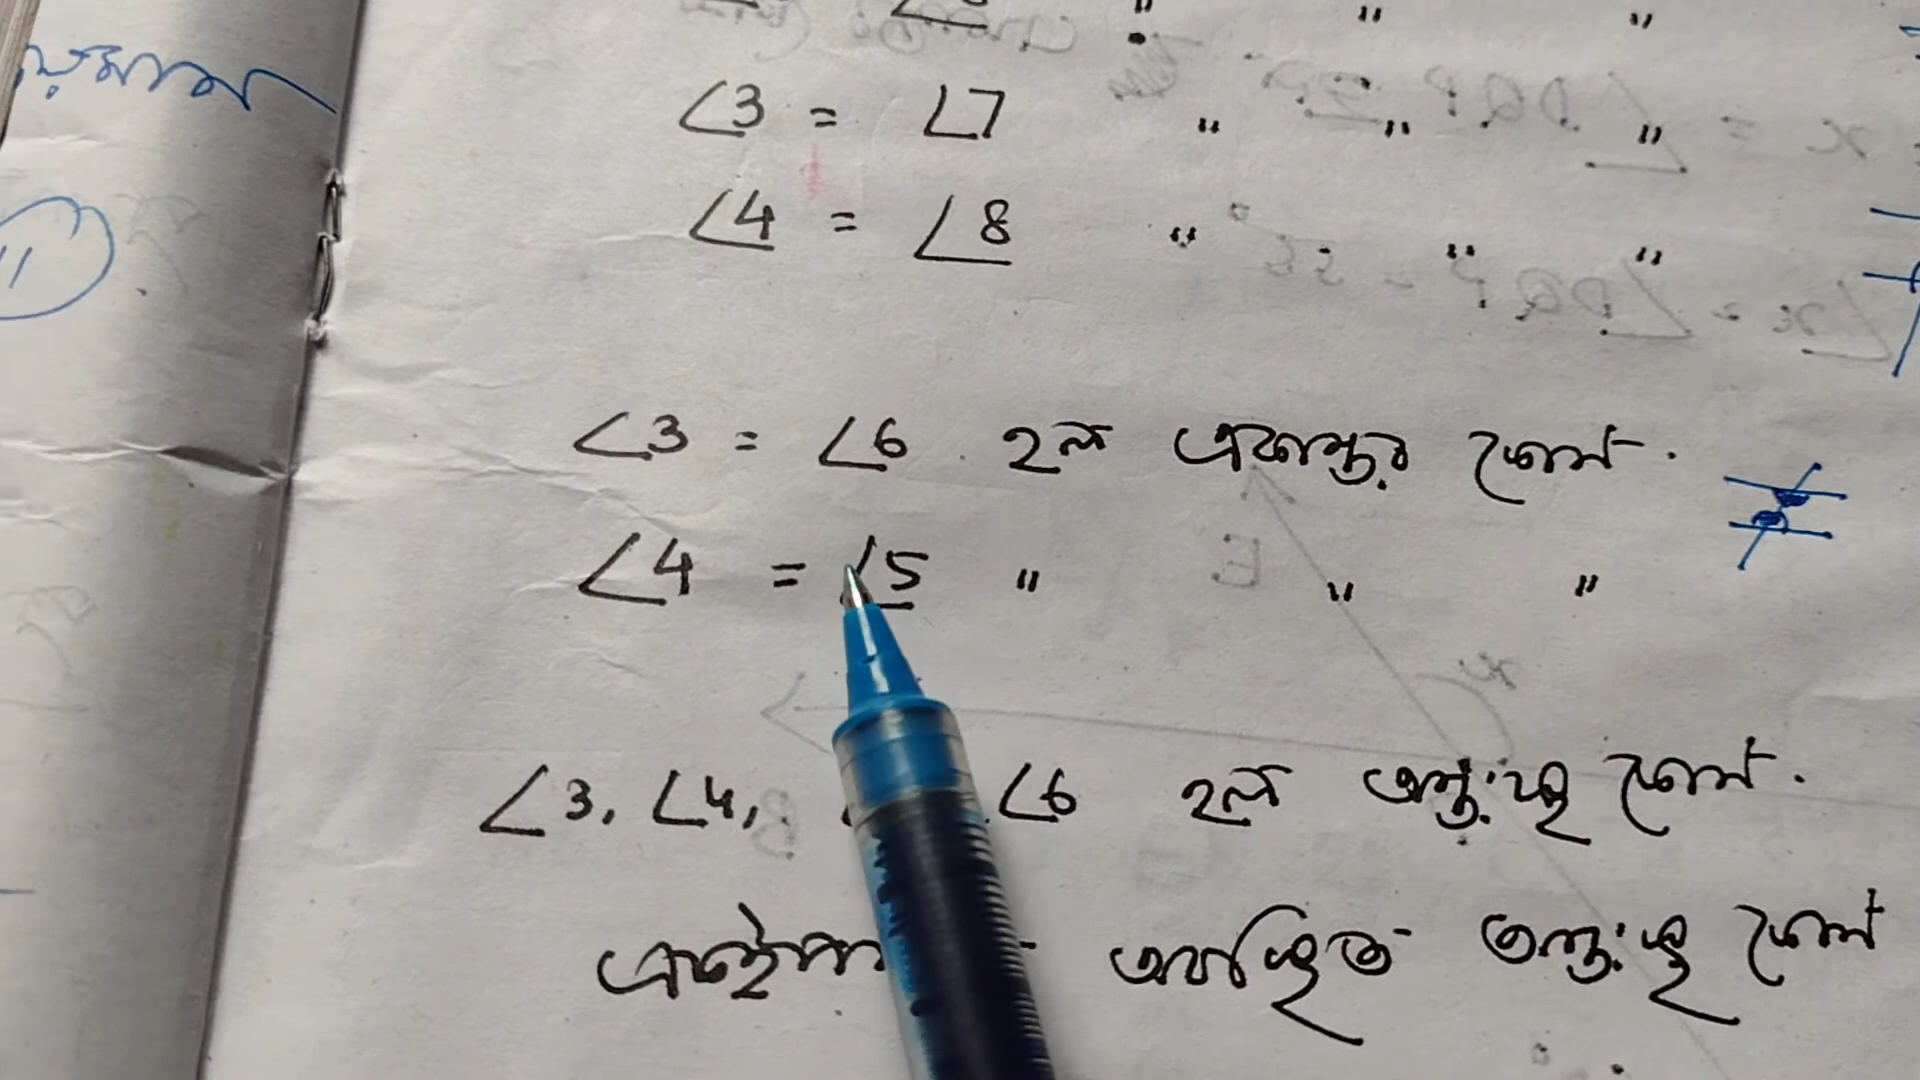 ∠3 = ∠7 " " "
∠4 = ∠8 " " "
∠3 = ∠6 হল একান্তর কোণ.
∠4 = ∠5 " " "
∠3, ∠4, ∠6 হল অন্তঃস্থ কোণ.
অবস্থিত অন্তঃস্থ কোণ